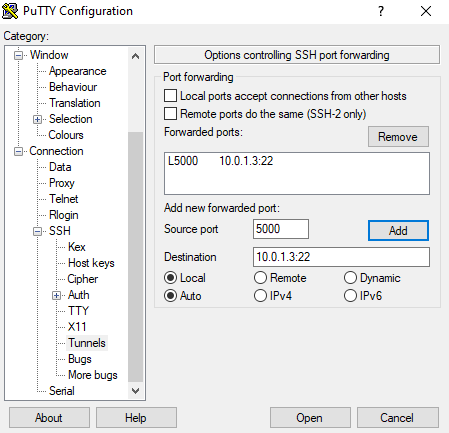 PuTTY Configuration
?
Category:
Window
Appearance
Behaviour
Translation
Selection
Colours
Connection
Data
Proxy
Telnet
Rlogin
SSH
Kex
Host keys
Cipher
Auth
TTY
X11
Tunnels
Bugs
More bugs
Serial
Options controlling SSH port forwarding
Port forwarding
Local ports accept connections from other hosts
Remote ports do the same (SSH-2 only)
Forwarded ports:
Remove
L5000 10.0.1.3:22
Add new forwarded port:
Source port 5000 Add
Destination 10.0.1.3:22
Local Remote Dynamic
Auto IPv4 IPv6
About Help Open Cancel